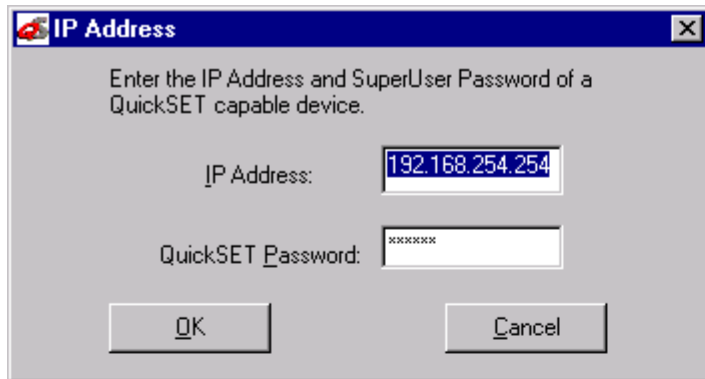 IP Address
Enter the IP Address and SuperUser Password of a
QuickSET capable device.
IP Address: 192.168.254.254
QuickSET Password: xxxxxx
OK Cancel